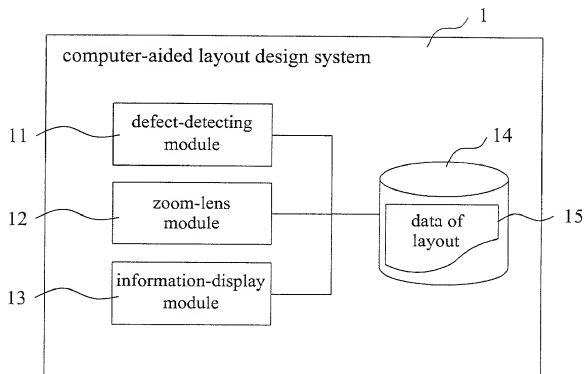 1
computer-aided layout design system
11
defect-detecting
module
14
12
zoom-lens
module
data of
layout
15
13
information-display
module